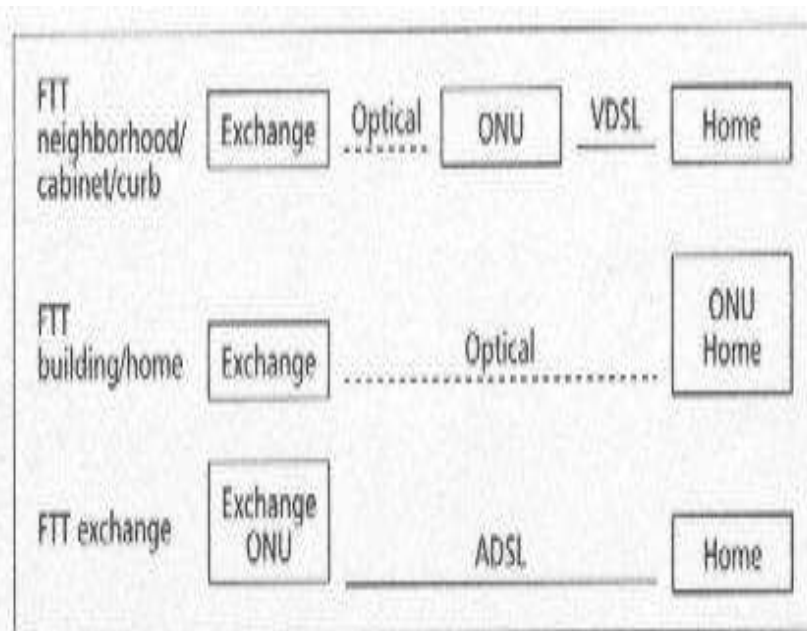 FTT
neighborhood/
cabinet/curb
Exchange
Optical
ONU
VDSL
Home
FTT
building/home
Exchange
Optical
ONU
Home
FTT exchange
Exchange
ONU
ADSL
Home